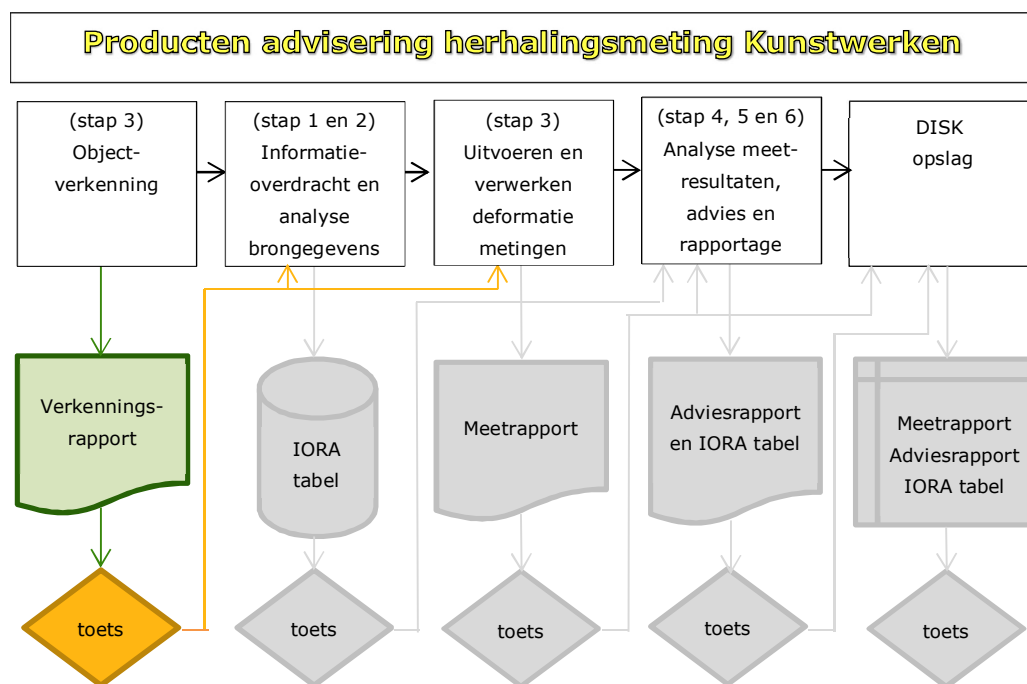 Producten advisering herhalingsmeting Kunstwerken
(stap 3)
Object-
verkenning
(stap 1 en 2)
Informatie-
overdracht en
analyse
brongegevens
(stap 3)
Uitvoeren en
verwerken
deformatie
metingen
(stap 4, 5 en 6)
Analyse meet-
resultaten,
advies en
rapportage
DISK
opslag
Verkennings-
rapport
IORA
tabel
Meetrapport
Adviesrapport
en IORA tabel
Meetrapport
Adviesrapport
IORA tabel
toets
toets
toets
toets
toets